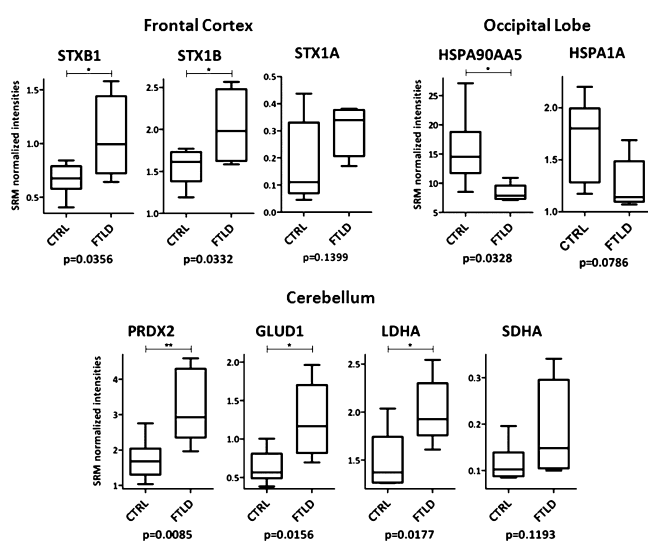 Frontal Cortex
Occipital Lobe
STXB1
STX1B
STX1A
HSPA90AA5
HSPA1A
SRM normalized intensities
1.5
1.0
0.5
CTRL
FTLD
p=0.0356
*
2.5
2.0
1.5
1.0
CTRL
FTLD
p=0.0332
*
0.5
0.4
0.3
0.2
0.1
0.0
CTRL
FTLD
p=0.1399
SRM normalized intensities
25
20
15
10
5
CTRL
FTLD
p=0.0328
*
2.0
1.5
1.0
CTRL
FTLD
p=0.0786
Cerebellum
PRDX2
GLUD1
LDHA
SDHA
SRM normalized intensities
**
4
3
2
1
CTRL
FTLD
p=0.0085
*
2.0
1.5
1.0
0.5
CTRL
FTLD
p=0.0156
*
2.5
2.0
1.5
CTRL
FTLD
p=0.0177
0.3
0.2
0.1
CTRL
FTLD
p=0.1193